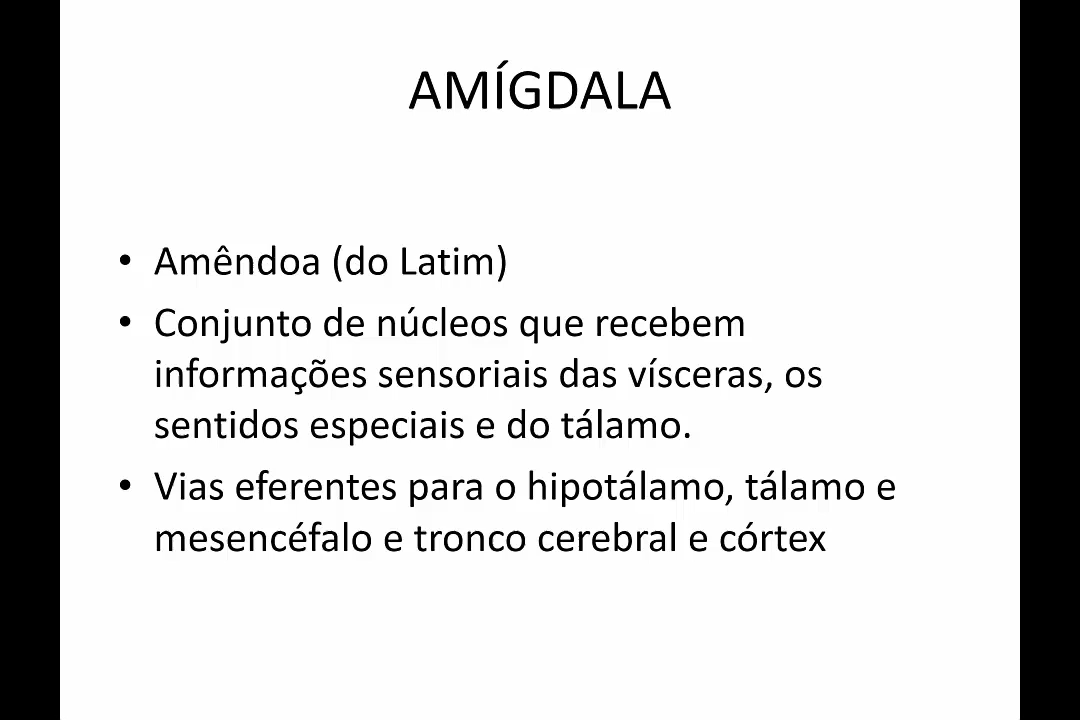 AMÍGDALA
• Amêndoa (do Latim)
• Conjunto de núcleos que recebem
informações sensoriais das vísceras, os
sentidos especiais e do tálamo.
• Vias eferentes para o hipotálamo, tálamo e
mesencéfalo e tronco cerebral e córtex